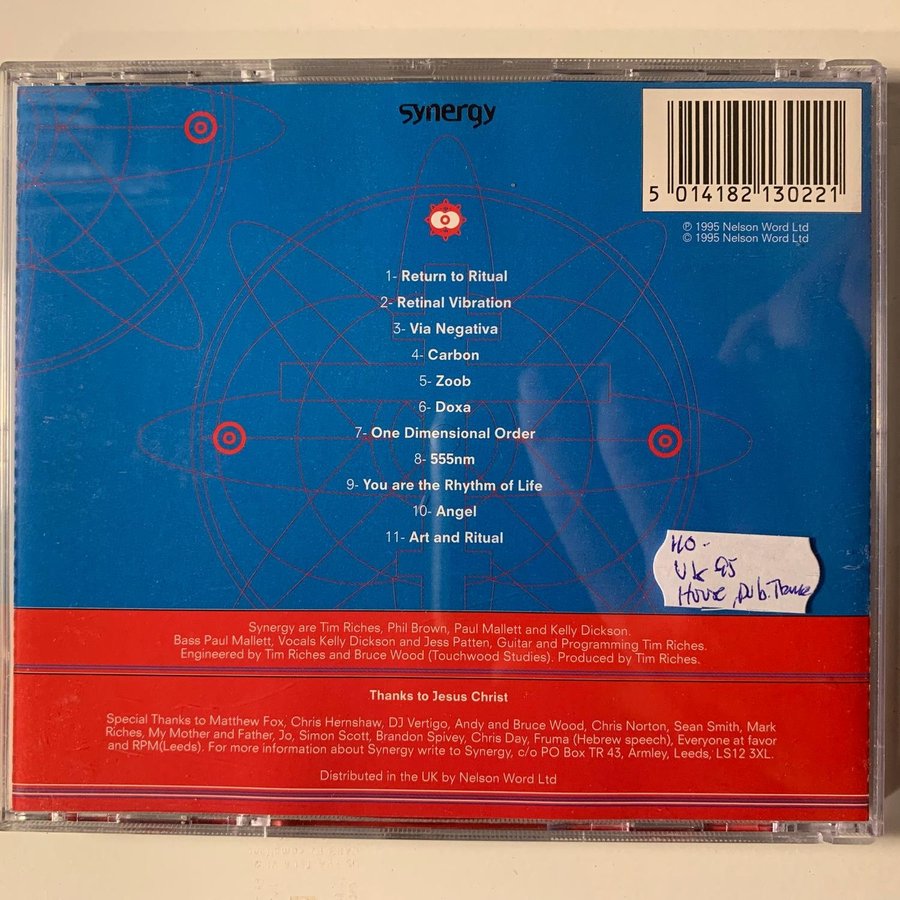 synergy
5 014182 130221
℗ 1995 Nelson Word Ltd
© 1995 Nelson Word Ltd
1- Return to Ritual
2- Retinal Vibration
3- Via Negativa
4- Carbon
5- Zoob
6- Doxa
7- One Dimensional Order
8- 555nm
9- You are the Rhythm of Life
10- Angel
11- Art and Ritual
110-
UK 95
House, Dub, Trance
Synergy are Tim Riches, Phil Brown, Paul Mallett and Kelly Dickson.
Bass Paul Mallett, Vocals Kelly Dickson and Jess Patten, Guitar and Programming Tim Riches.
Engineered by Tim Riches and Bruce Wood (Touchwood Studies). Produced by Tim Riches.
Thanks to Jesus Christ
Special Thanks to Matthew Fox, Chris Hernshaw, DJ Vertigo, Andy and Bruce Wood, Chris Norton, Sean Smith, Mark
Riches, My Mother and Father, Jo, Simon Scott, Brandon Spivey, Chris Day, Fruma (Hebrew speech), Everyone at favor
and RPM(Leeds). For more information about Synergy write to Synergy, c/o PO Box TR 43, Armley, Leeds, LS12 3XL.
Distributed in the UK by Nelson Word Ltd